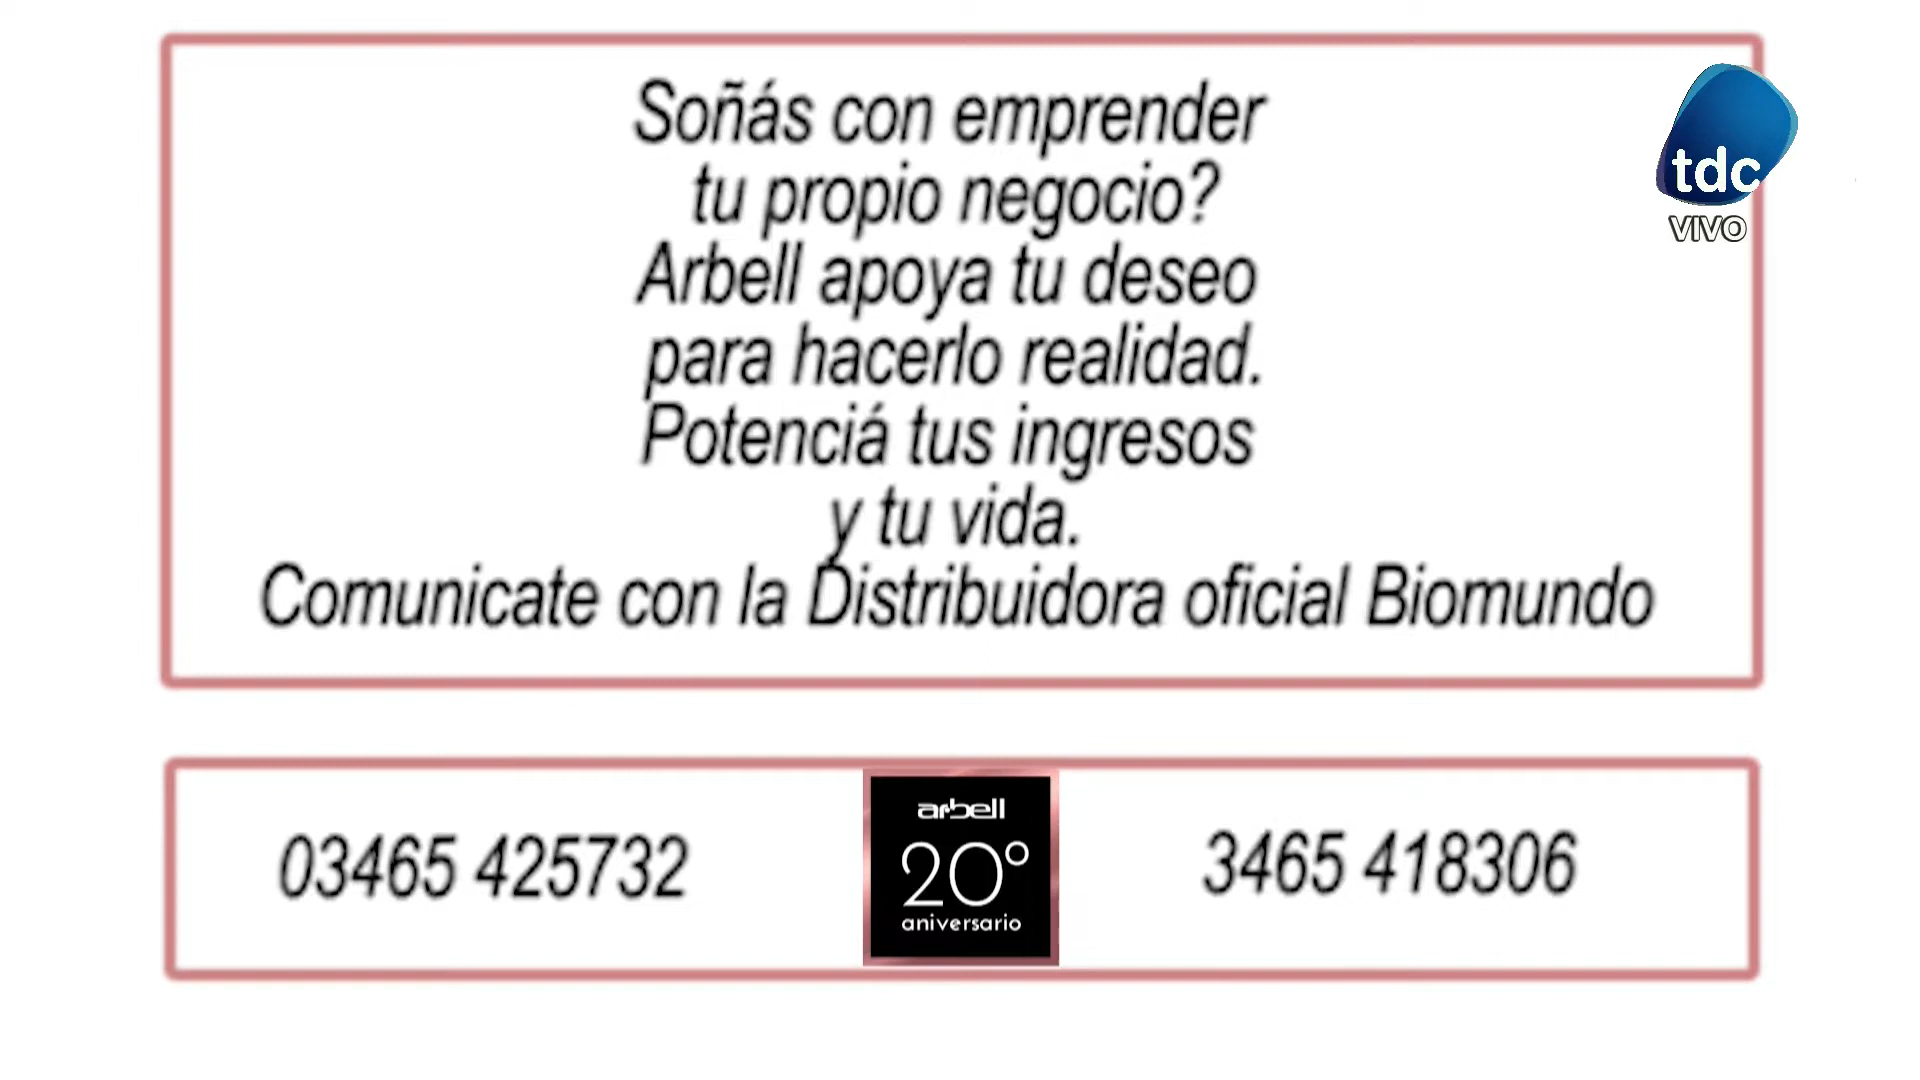 Soñás con emprender
tu propio negocio?
Arbell apoya tu deseo
para hacerlo realidad.
Potenciá tus ingresos
y tu vida.
Comunicate con la Distribuidora oficial Biomundo
tdc
VIVO
03465 425732
arbell
20°
aniversario
3465 418306